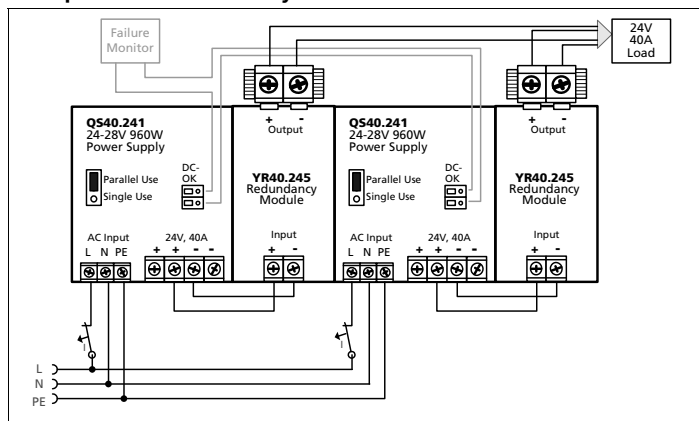 Failure
Monitor
24V
40A
Load
QS40.241
24-28V 960W
Power Supply
Parallel Use
Single Use
DC-
OK
AC Input
L N PE
24V, 40A
+ + - -
+ -
Output
YR40.245
Redundancy
Module
Input
+ -
QS40.241
24-28V 960W
Power Supply
Parallel Use
Single Use
DC-
OK
AC Input
L N PE
24V, 40A
+ + - -
+ -
Output
YR40.245
Redundancy
Module
Input
+ -
I
I
L
N
PE